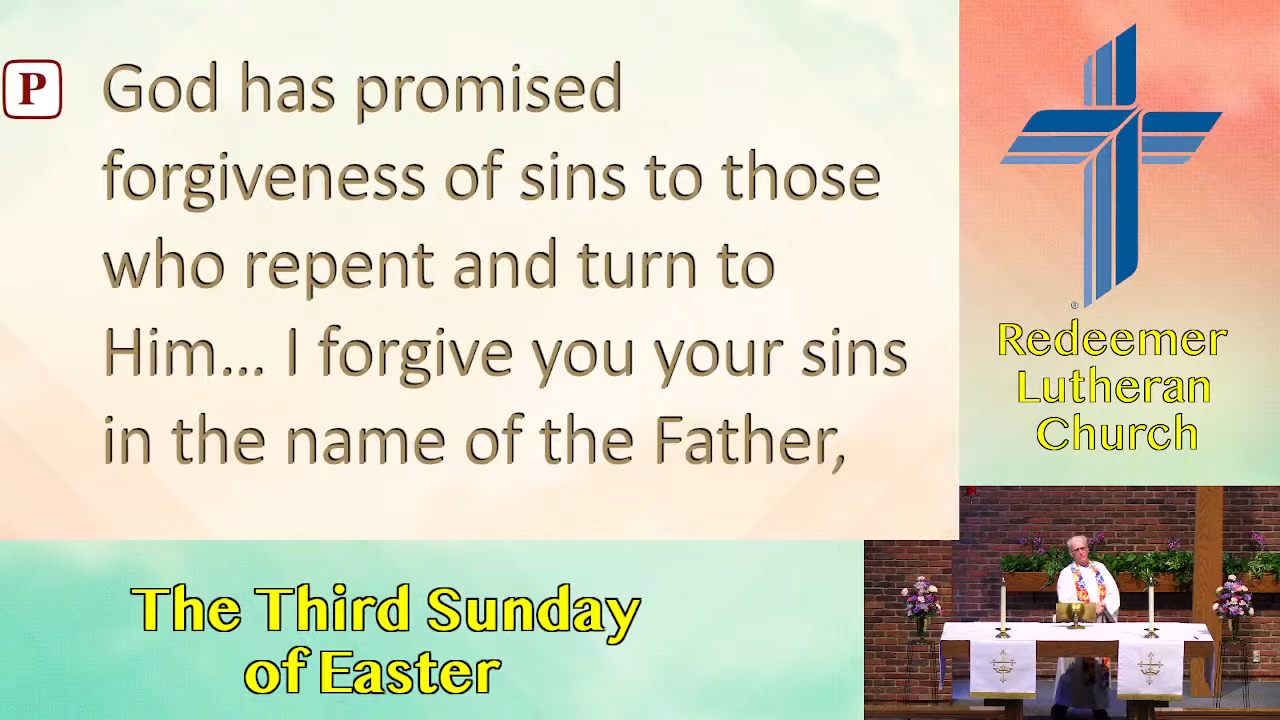 P God has promised
forgiveness of sins to those
who repent and turn to
Him... I forgive you your sins
in the name of the Father,
®
Redeemer
Lutheran
Church
The Third Sunday
of Easter